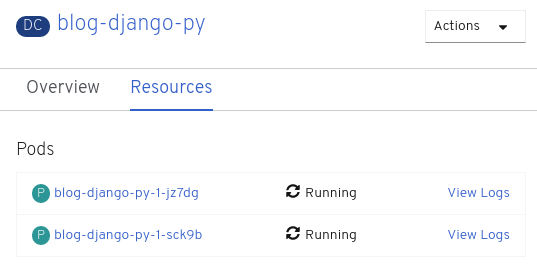 DC blog-django-py
Actions
Overview Resources
Pods
P blog-django-py-1-jz7dg Running View Logs
P blog-django-py-1-sck9b Running View Logs